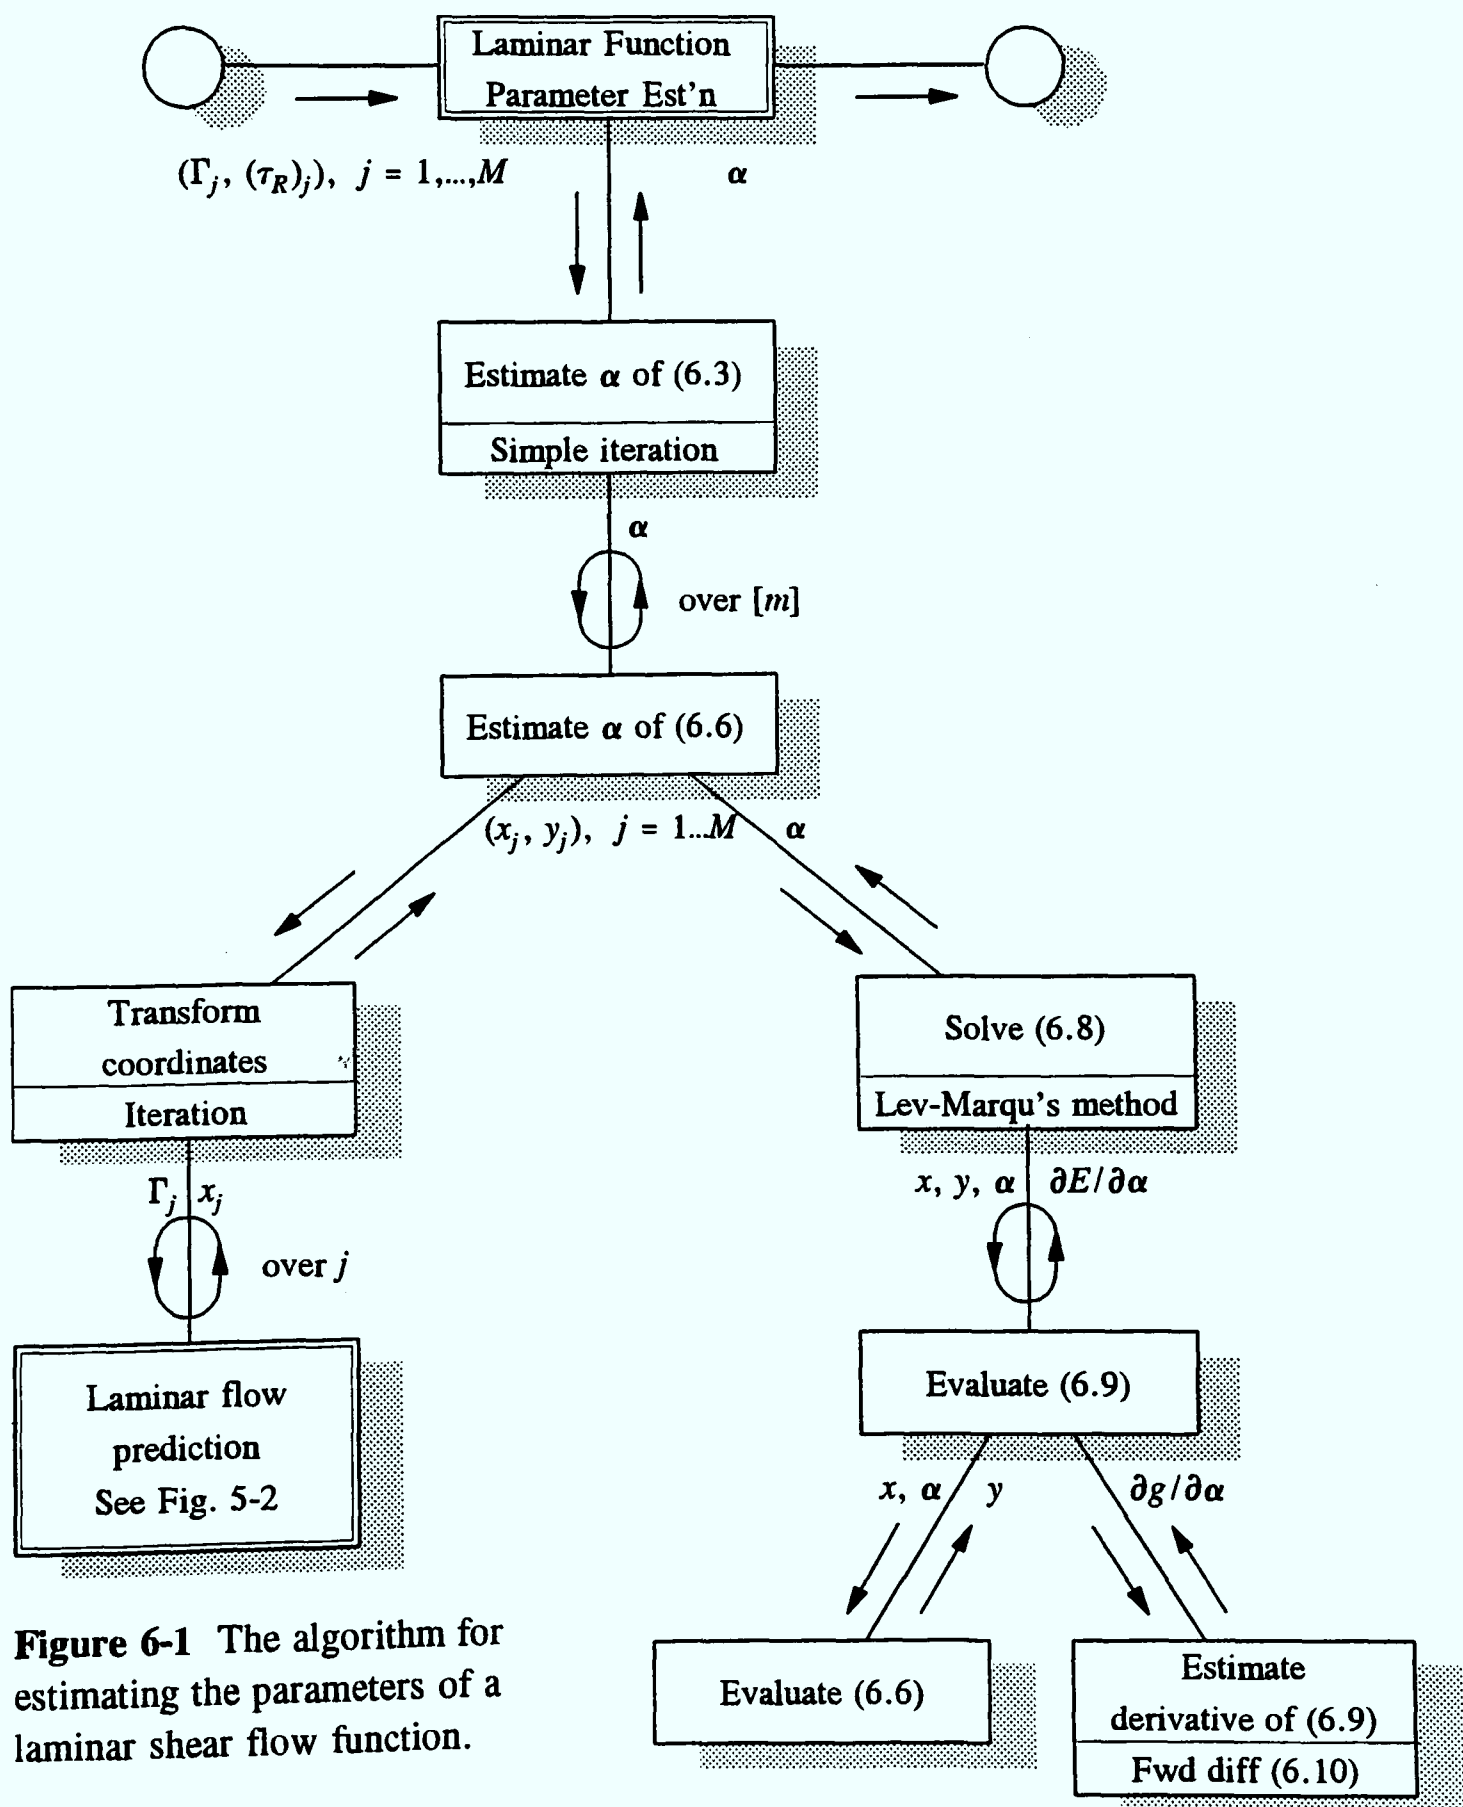 Laminar Function
Parameter Est'n
(Γj, (τR)j), j = 1,...,M
α
Estimate α of (6.3)
Simple iteration
α
over [m]
Estimate α of (6.6)
(xj, yj), j = 1...M
α
Transform
coordinates
Iteration
Solve (6.8)
Lev-Marqu's method
Γj xj
x, y, α ∂E/∂α
over j
Laminar flow
prediction
See Fig. 5-2
Evaluate (6.9)
x, α y
∂g/∂α
Evaluate (6.6)
Estimate
derivative of (6.9)
Fwd diff (6.10)
Figure 6-1 The algorithm for
estimating the parameters of a
laminar shear flow function.